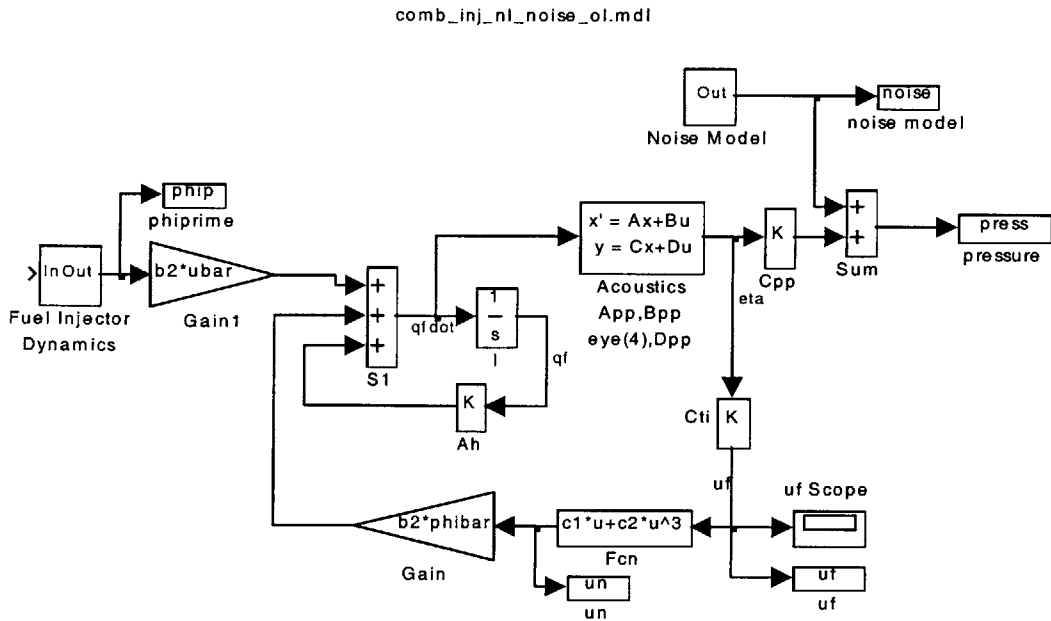 comb_inj_nl_noise_ol.mdl
Out
Noise Model
noise
noise model
phip
phiprime
In Out
Fuel Injector
Dynamics
b2*ubar
Gain1
+
+
+
S1
qfdot
1
s
I
qf
K
Ah
x' = Ax+Bu
y = Cx+Du
Acoustics
App,Bpp
eye(4),Dpp
eta
K
Cpp
+
+
Sum
press
pressure
Cti
K
uf
b2*phibar
Gain
c1*u+c2*u^3
Fcn
un
un
uf Scope
uf
uf